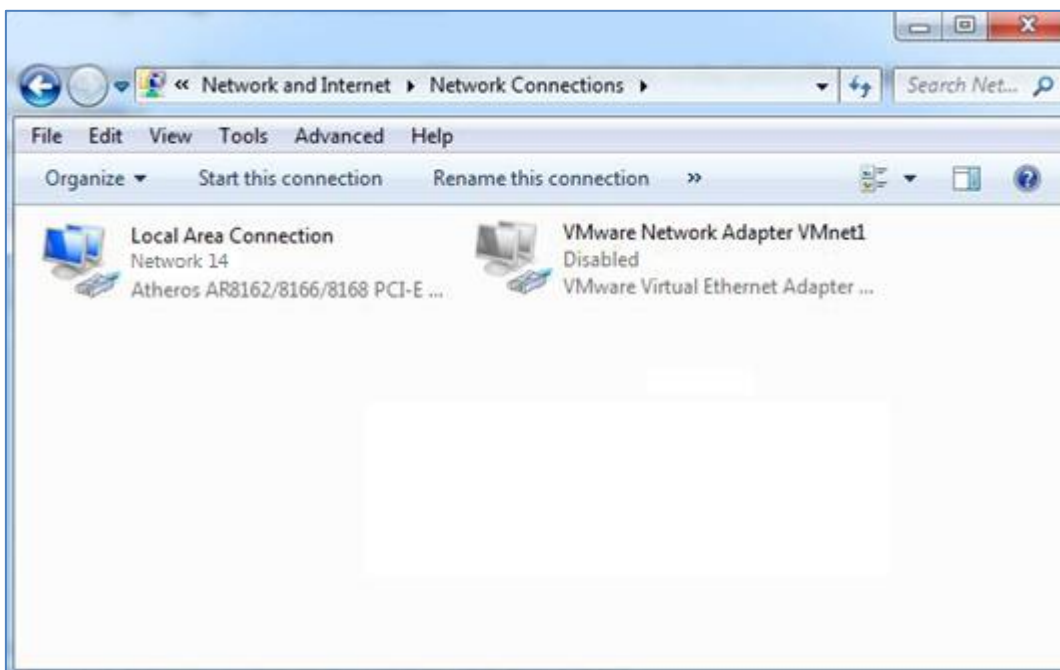 « Network and Internet ▸ Network Connections ▸ Search Net...
File Edit View Tools Advanced Help
Organize ▾ Start this connection Rename this connection »
Local Area Connection
Network 14
Atheros AR8162/8166/8168 PCI-E ...
VMware Network Adapter VMnet1
Disabled
VMware Virtual Ethernet Adapter ...